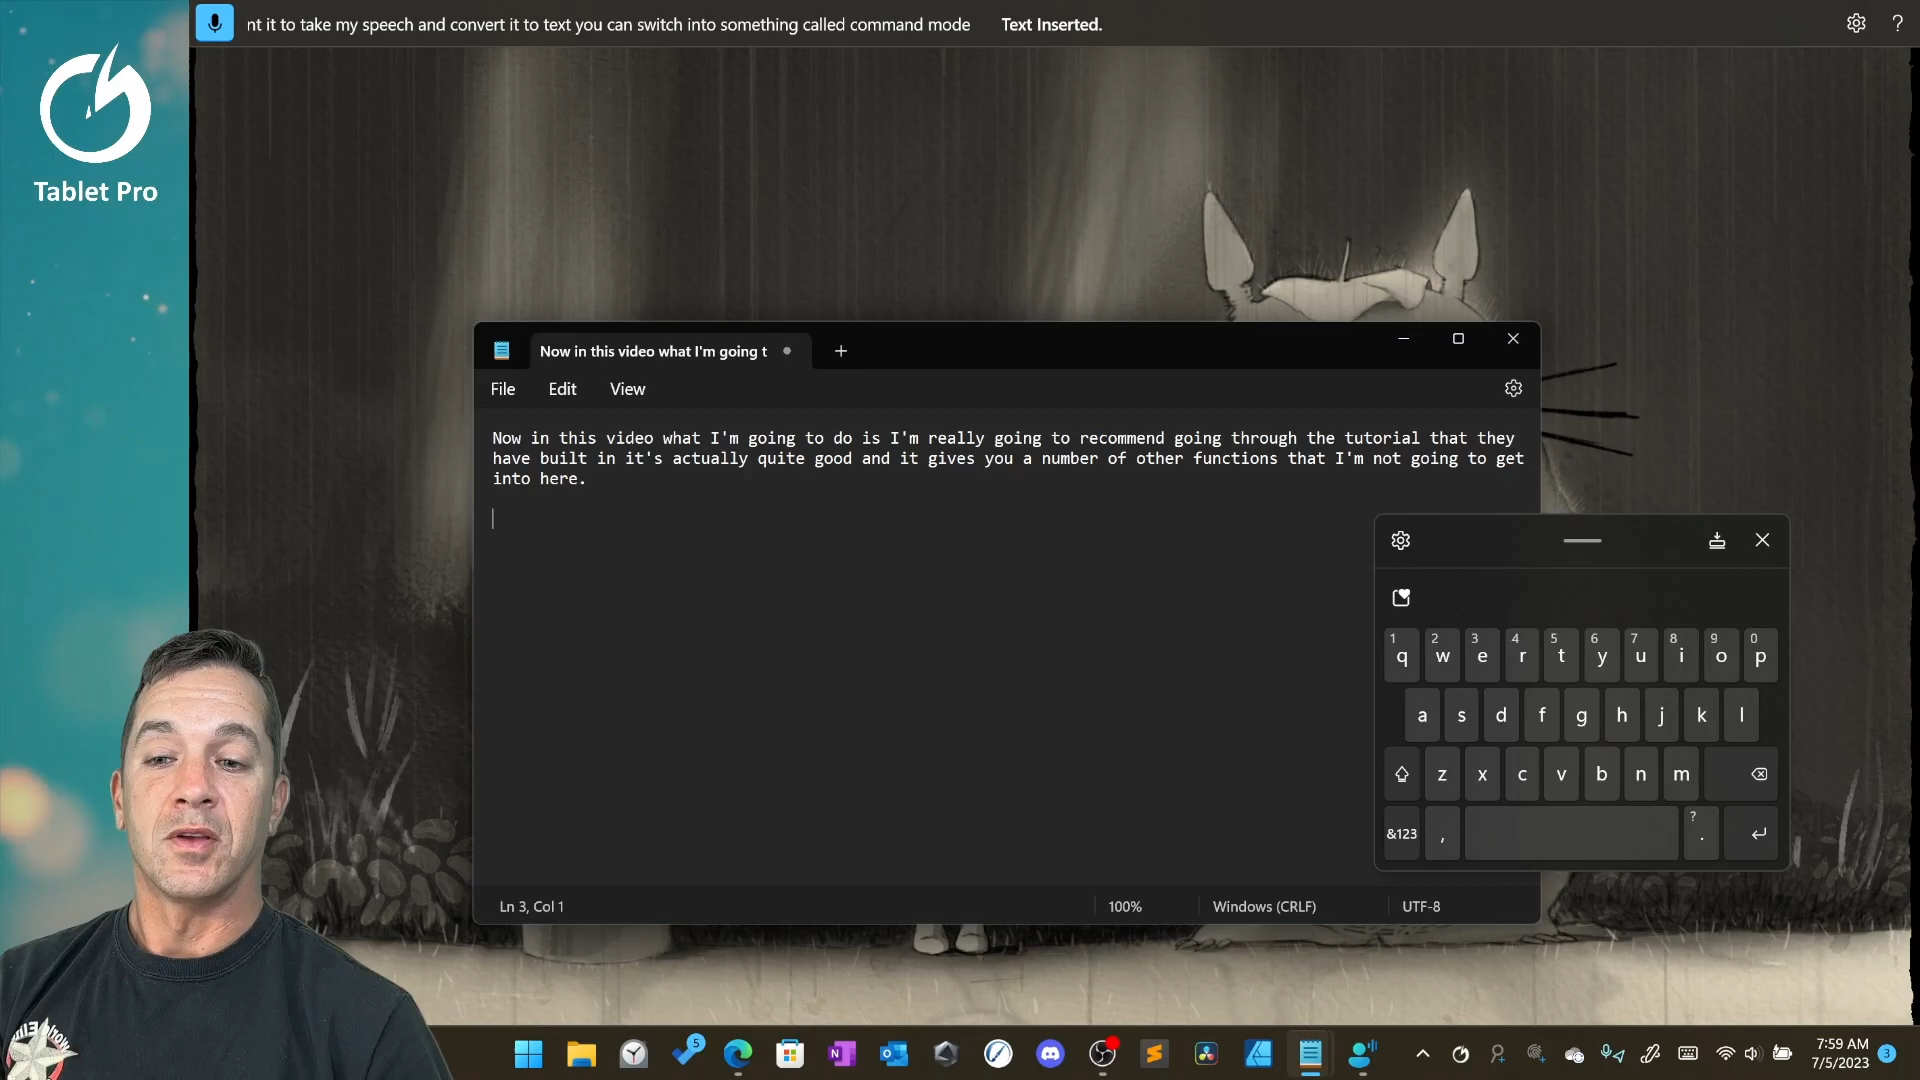 nt it to take my speech and convert it to text you can switch into something called command mode Text Inserted. ?
Tablet Pro
Now in this video what I'm going t
File Edit View
Now in this video what I'm going to do is I'm really going to recommend going through the tutorial that they
have built in it's actually quite good and it gives you a number of other functions that I'm not going to get
into here.
1 2 3 4 5 6 7 8 9 0
q w e r t y u i o p
a s d f g h j k l
z x c v b n m
&123 , ? .
Ln 3, Col 1 100% Windows (CRLF) UTF-8
5
N
7:59 AM
7/5/2023 3